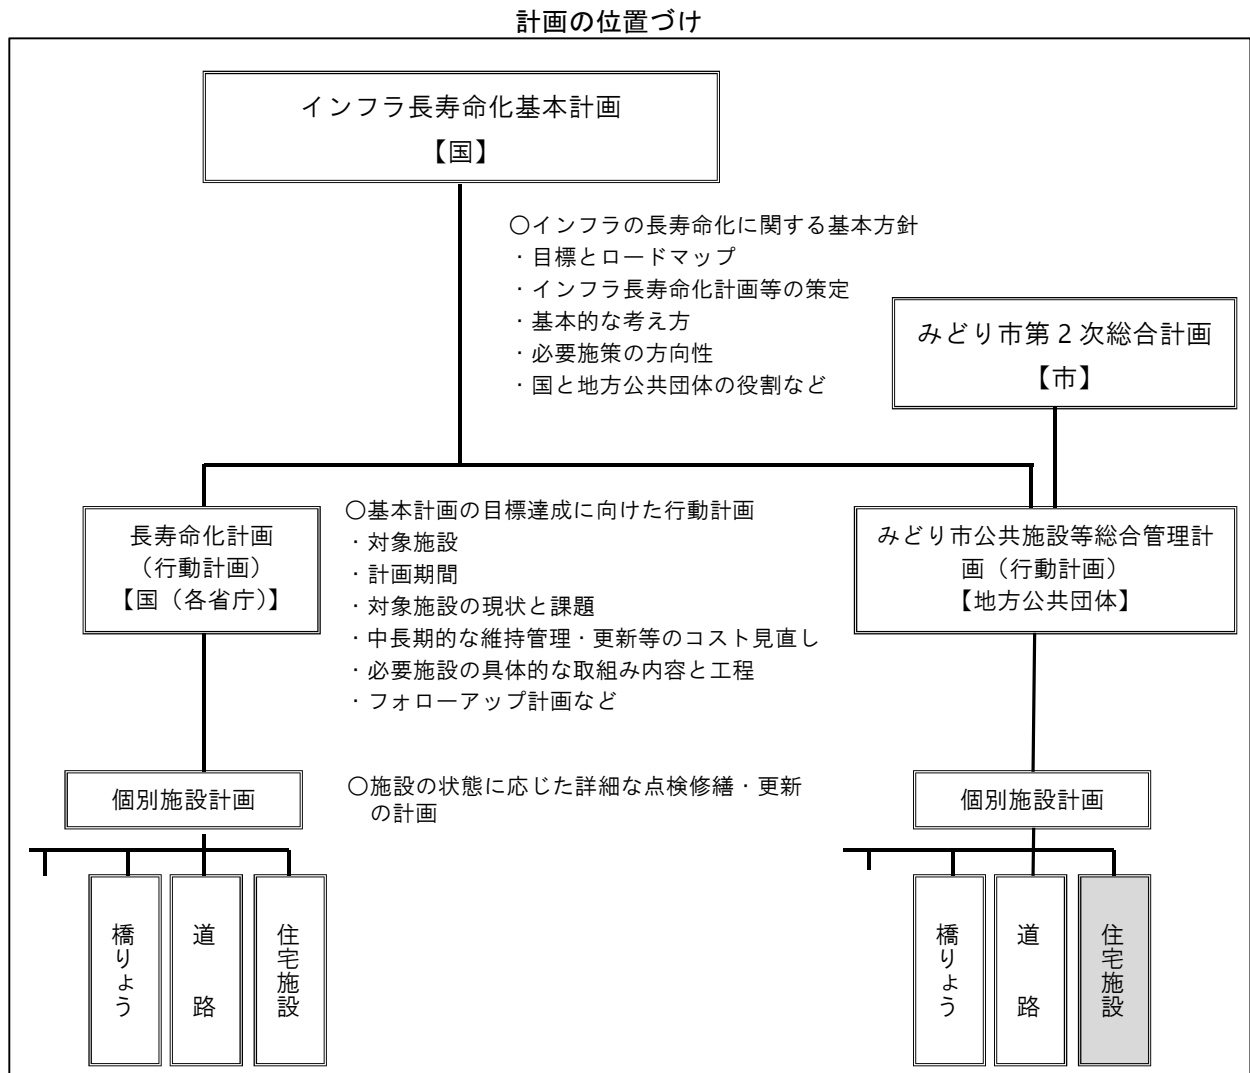 計画の位置づけ
インフラ長寿命化基本計画
【国】
〇インフラの長寿命化に関する基本方針
・目標とロードマップ
・インフラ長寿命化計画等の策定
・基本的な考え方
・必要施策の方向性
・国と地方公共団体の役割など
みどり市第2次総合計画
【市】
長寿命化計画
（行動計画）
【国（各省庁）】
〇基本計画の目標達成に向けた行動計画
・対象施設
・計画期間
・対象施設の現状と課題
・中長期的な維持管理・更新等のコスト見直し
・必要施設の具体的な取組み内容と工程
・フォローアップ計画など
みどり市公共施設等総合管理計
画（行動計画）
【地方公共団体】
個別施設計画
〇施設の状態に応じた詳細な点検修繕・更新
の計画
個別施設計画
橋りょう
道路
住宅施設
橋りょう
道路
住宅施設